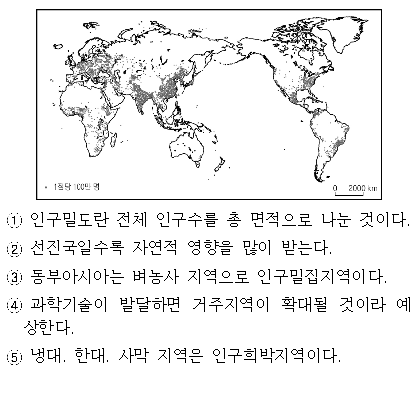 1점당 100만 명
0 2000 km
① 인구밀도란 전체 인구수를 총 면적으로 나눈 것이다.
② 선진국일수록 자연적 영향을 많이 받는다.
③ 동부아시아는 벼농사 지역으로 인구밀집지역이다.
④ 과학기술이 발달하면 거주지역이 확대될 것이라 예
상한다.
⑤ 냉대, 한대, 사막 지역은 인구희박지역이다.